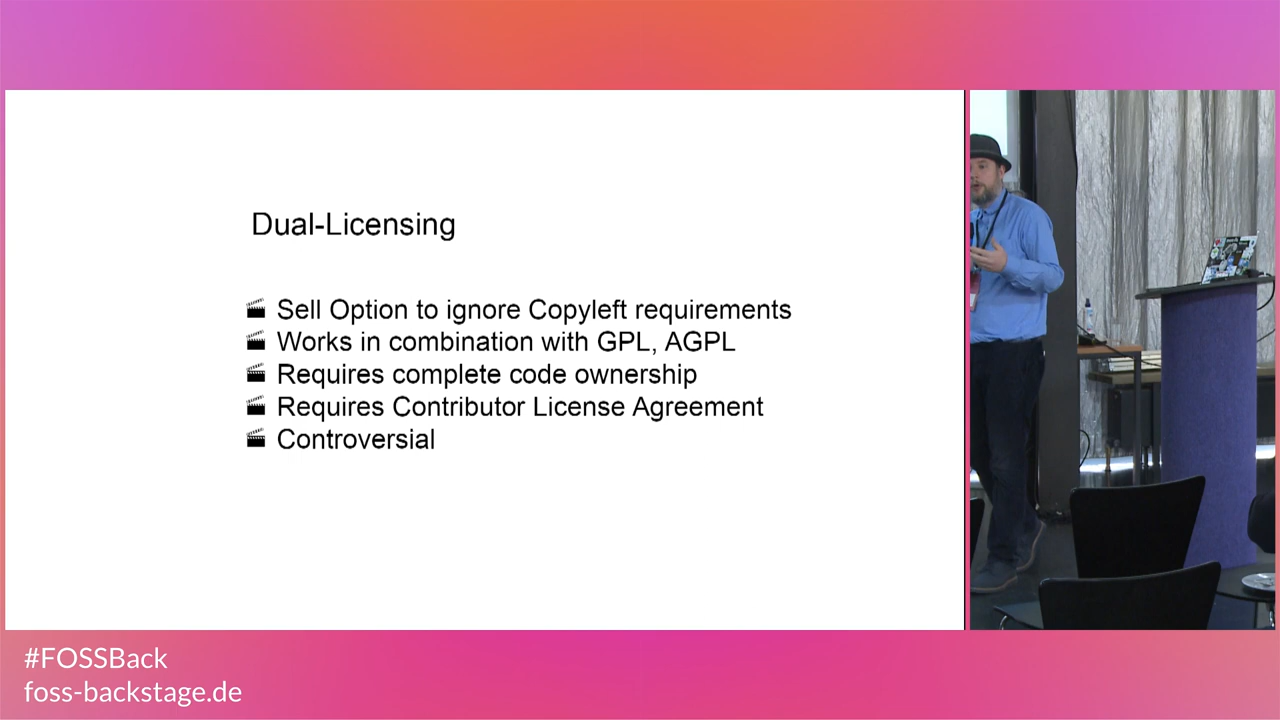 Dual-Licensing
Sell Option to ignore Copyleft requirements
Works in combination with GPL, AGPL
Requires complete code ownership
Requires Contributor License Agreement
Controversial
#FOSSBack
foss-backstage.de